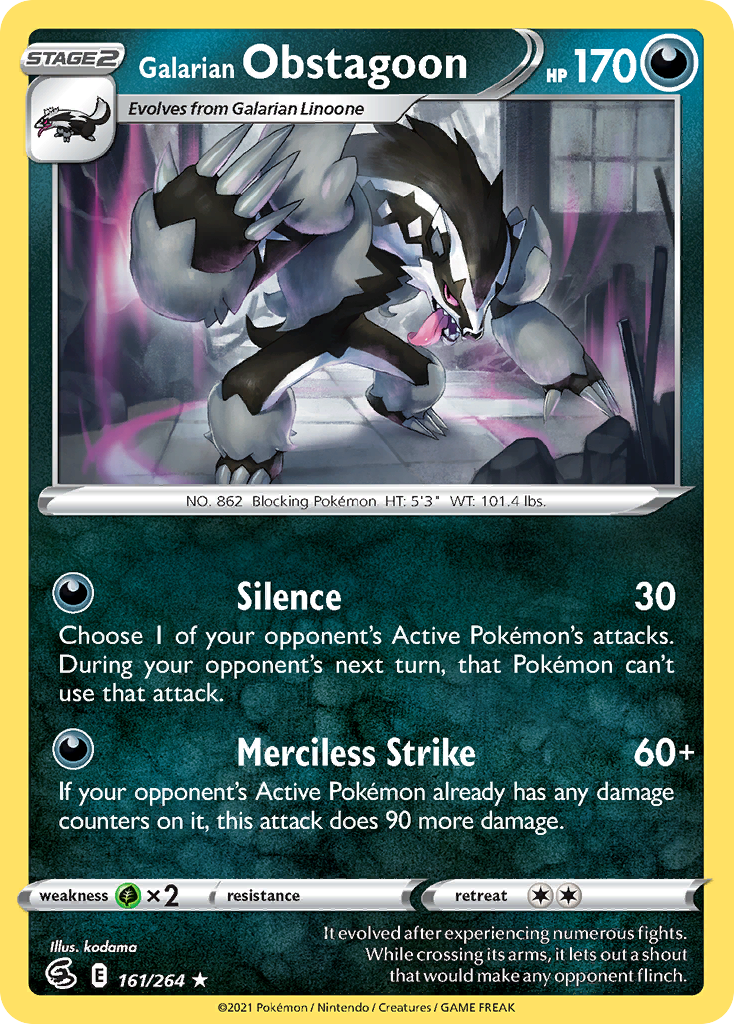 STAGE2
Galarian Obstagoon
HP 170
Evolves from Galarian Linoone
NO. 862 Blocking Pokémon HT: 5'3" WT: 101.4 lbs.
Silence 30
Choose 1 of your opponent's Active Pokémon's attacks.
During your opponent's next turn, that Pokémon can't
use that attack.
Merciless Strike 60+
If your opponent's Active Pokémon already has any damage
counters on it, this attack does 90 more damage.
weakness ×2 resistance retreat
Illus. kodama
It evolved after experiencing numerous fights.
While crossing its arms, it lets out a shout
that would make any opponent flinch.
E 161/264 ★
©2021 Pokémon / Nintendo / Creatures / GAME FREAK